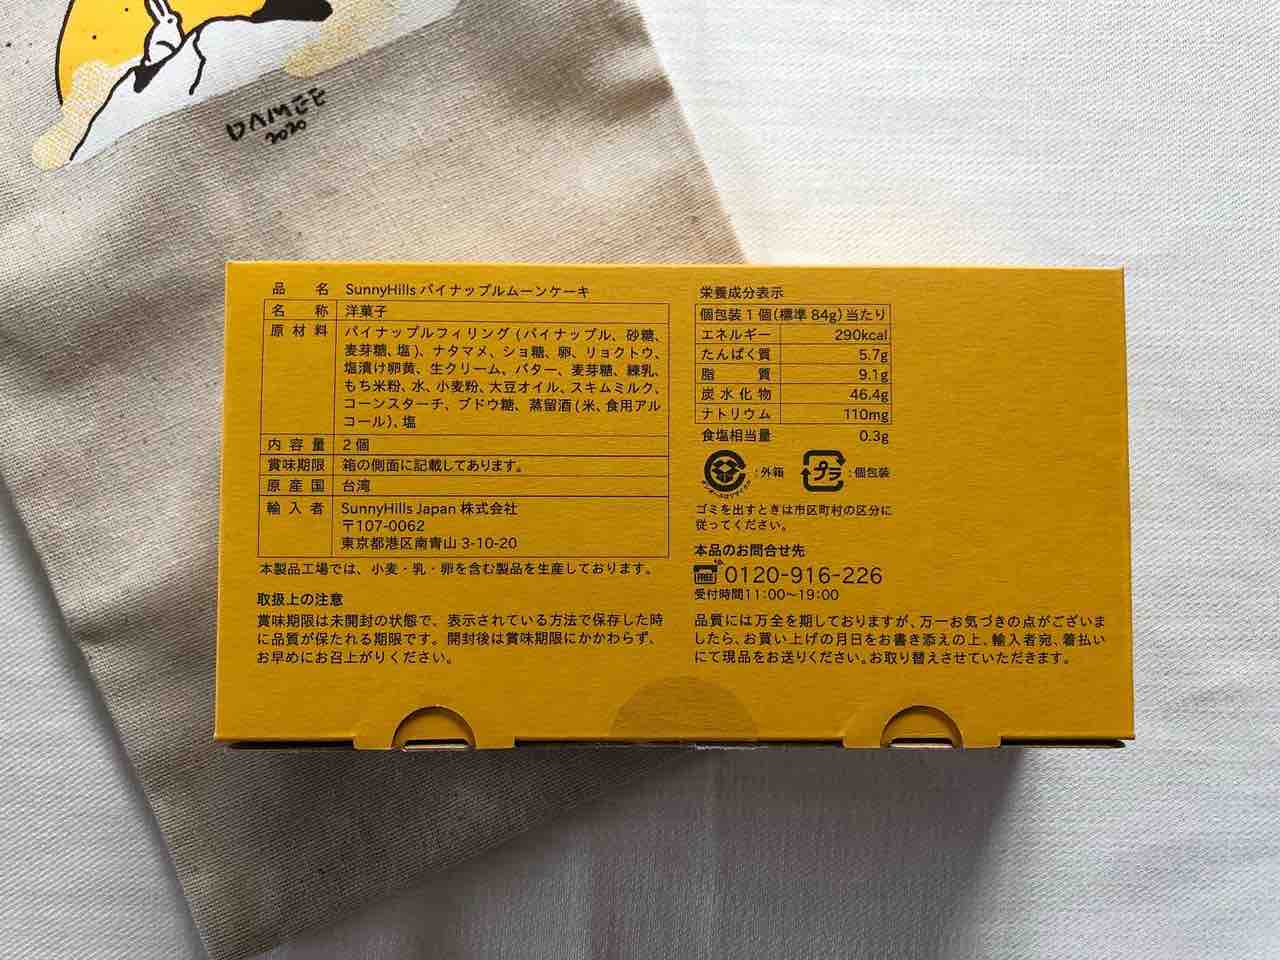 DAMEE
2020
品名 SunnyHills パイナップルムーンケーキ
名称 洋菓子
原材料 パイナップルフィリング(パイナップル、砂糖、
麦芽糖、塩)、ナタマメ、ショ糖、卵、リョクトウ、
塩漬け卵黄、生クリーム、バター、麦芽糖、練乳、
もち米粉、水、小麦粉、大豆オイル、スキムミルク、
コーンスターチ、ブドウ糖、蒸留酒(米、食用アル
コール)、塩
内容量 2個
賞味期限 箱の側面に記載してあります。
原産国 台湾
輸入者 SunnyHills Japan 株式会社
〒107-0062
東京都港区南青山 3-10-20
本製品工場では、小麦・乳・卵を含む製品を生産しております。
取扱上の注意
賞味期限は未開封の状態で、表示されている方法で保存した時
に品質が保たれる期限です。開封後は賞味期限にかかわらず、
お早めにお召上がりください。
栄養成分表示
個包装1個(標準 84g)当たり
エネルギー 290kcal
たんぱく質 5.7g
脂質 9.1g
炭水化物 46.4g
ナトリウム 110mg
食塩相当量 0.3g
:外箱 プラ :個包装
ゴミを出すときは市区町村の区分に
従ってください。
本品のお問合せ先
FREE 0120-916-226
受付時間11:00〜19:00
品質には万全を期しておりますが、万一お気づきの点がございま
したら、お買い上げの月日をお書き添えの上、輸入者宛、着払い
にて現品をお送りください。お取り替えさせていただきます。